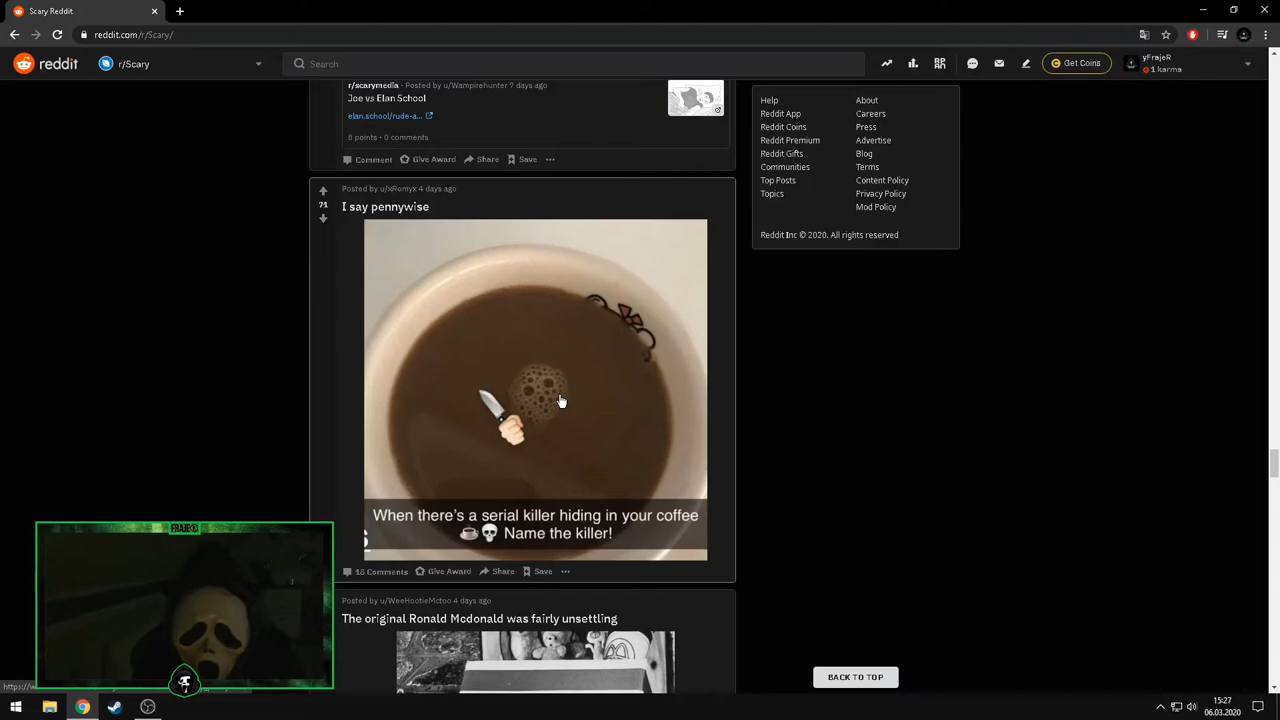 Scary Reddit
reddit.com/r/Scary/
reddit
r/Scary
Search
Get Coins
yFrajeR
1 karma
r/scarymedia • Posted by u/Wampirehunter 7 days ago
Joe vs Elan School
elan.school/rude-a...
8 points • 0 comments
Comment Give Award Share Save
Posted by u/xRomyx 4 days ago
71
I say pennywise
When there's a serial killer hiding in your coffee
☕💀 Name the killer!
18 Comments Give Award Share Save
Posted by u/WeeHootieMctoo 4 days ago
The original Ronald Mcdonald was fairly unsettling
Help About
Reddit App Careers
Reddit Coins Press
Reddit Premium Advertise
Reddit Gifts Blog
Communities Terms
Top Posts Content Policy
Topics Privacy Policy
Mod Policy
Reddit Inc © 2020. All rights reserved
BACK TO TOP
15:27
06.03.2020